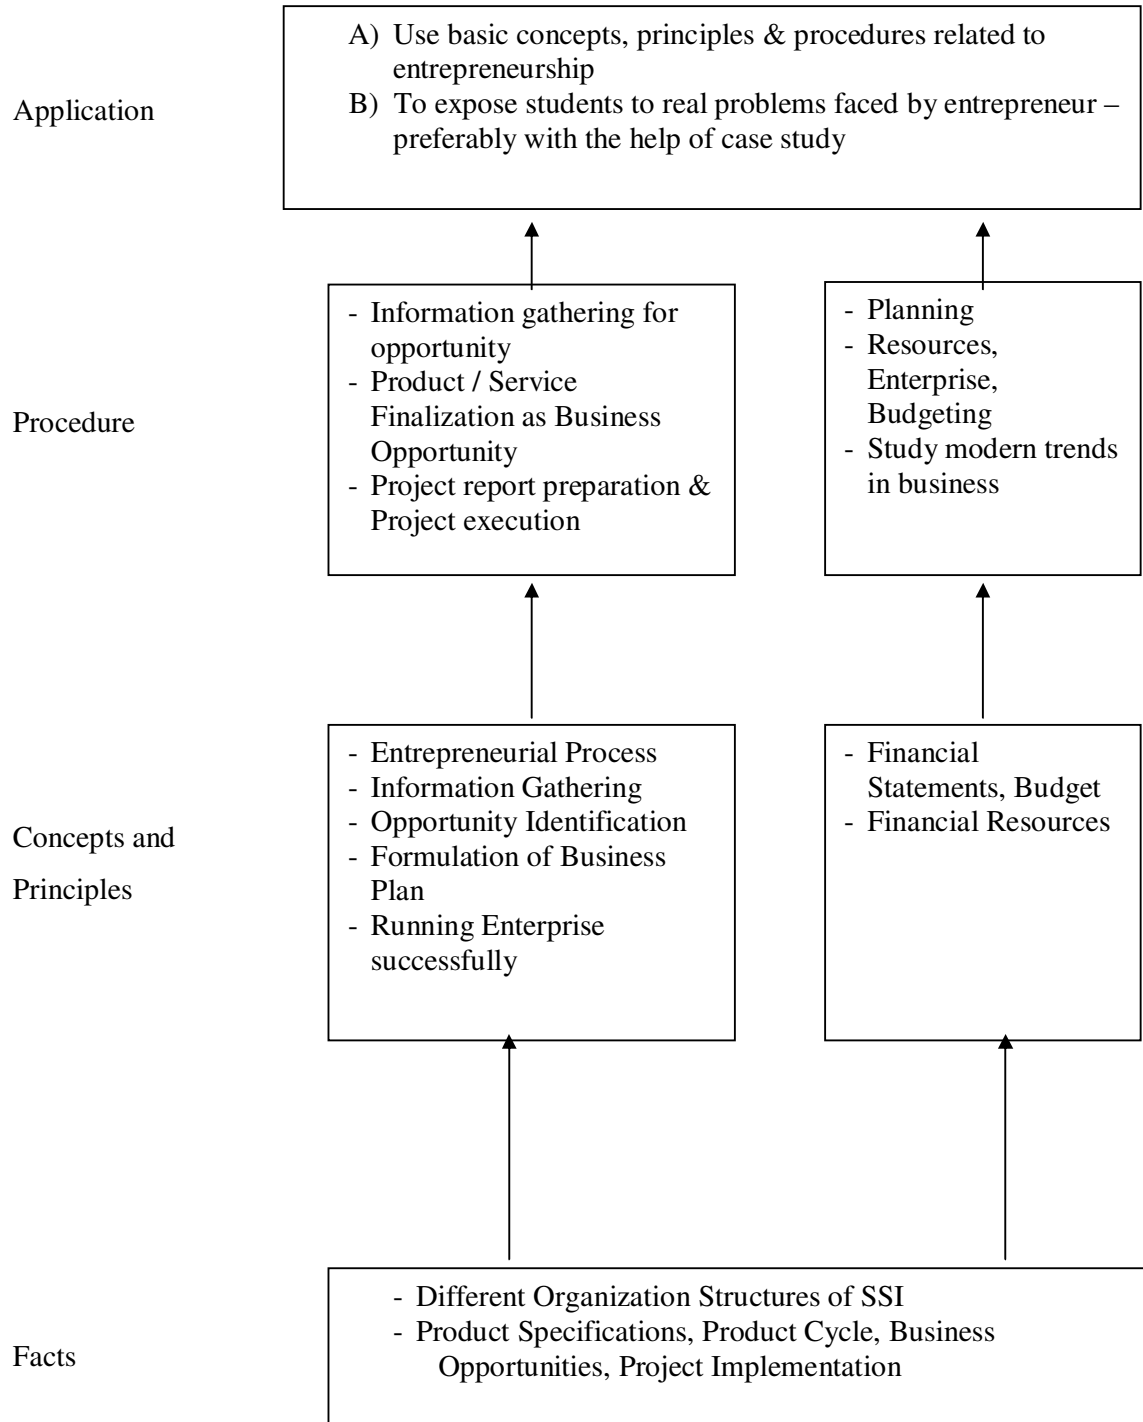 Application
A) Use basic concepts, principles & procedures related to
entrepreneurship
B) To expose students to real problems faced by entrepreneur –
preferably with the help of case study
Procedure
- Information gathering for
opportunity
- Product / Service
Finalization as Business
Opportunity
- Project report preparation &
Project execution
- Planning
- Resources,
Enterprise,
Budgeting
- Study modern trends
in business
Concepts and
Principles
- Entrepreneurial Process
- Information Gathering
- Opportunity Identification
- Formulation of Business
Plan
- Running Enterprise
successfully
- Financial
Statements, Budget
- Financial Resources
Facts
- Different Organization Structures of SSI
- Product Specifications, Product Cycle, Business
Opportunities, Project Implementation